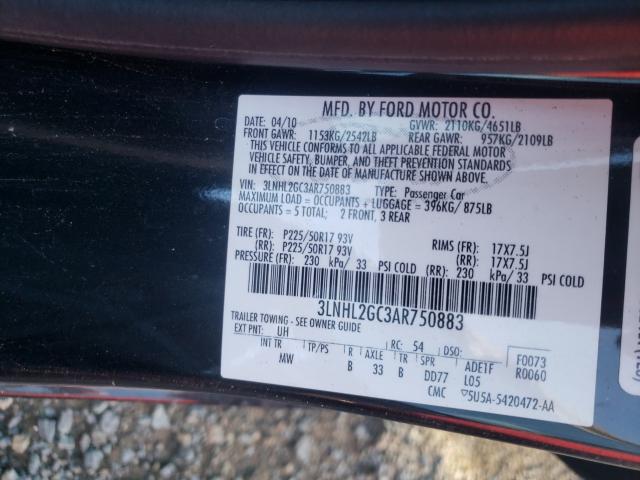 MFD. BY FORD MOTOR CO.
DATE: 04/10 GVWR: 2110KG/4651LB
FRONT GAWR: 1153KG/2542LB REAR GAWR: 957KG/2109LB
THIS VEHICLE CONFORMS TO ALL APPLICABLE FEDERAL MOTOR
VEHICLE SAFETY, BUMPER, AND THEFT PREVENTION STANDARDS
IN EFFECT ON THE DATE OF MANUFACTURE SHOWN ABOVE.
VIN: 3LNHL2GC3AR750883 TYPE: Passenger Car
MAXIMUM LOAD = OCCUPANTS + LUGGAGE = 396KG/ 875LB
OCCUPANTS = 5 TOTAL; 2 FRONT, 3 REAR
TIRE (FR): P225/50R17 93V RIMS (FR): 17X7.5J
(RR): P225/50R17 93V (RR): 17X7.5J
PRESSURE (FR): 230 kPa/ 33 PSI COLD (RR): 230 kPa/ 33 PSI COLD
3LNHL2GC3AR750883
TRAILER TOWING - SEE OWNER GUIDE
EXT PNT: UH RC: 54 DSO: F0073
INT TR TP/PS R AXLE TR SPR ADE1F R0060
MW B 33 B DD77 L05
CMC 5U5A-5420472-AA